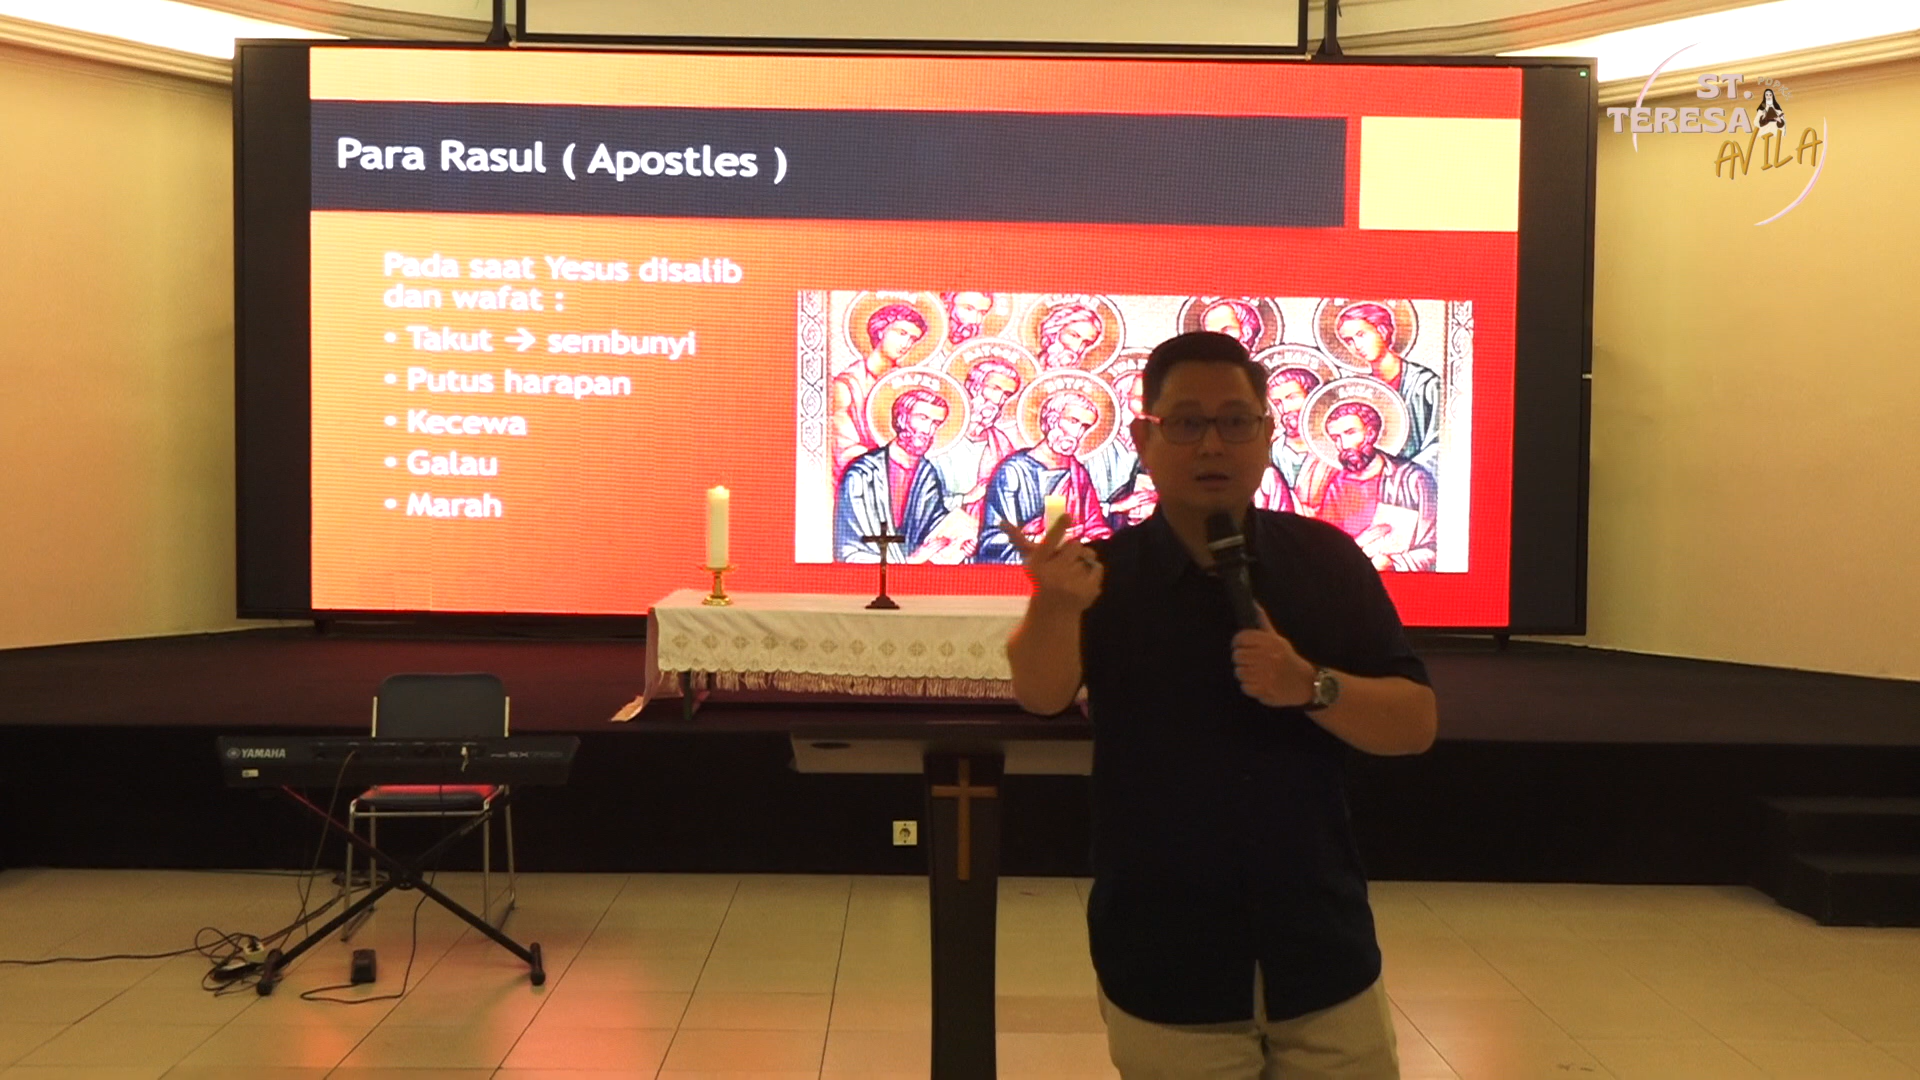 ST.
TERESA
AVILA
Para Rasul ( Apostles )
Pada saat Yesus disalib
dan wafat :
• Takut → sembunyi
• Putus harapan
• Kecewa
• Galau
• Marah
YAMAHA